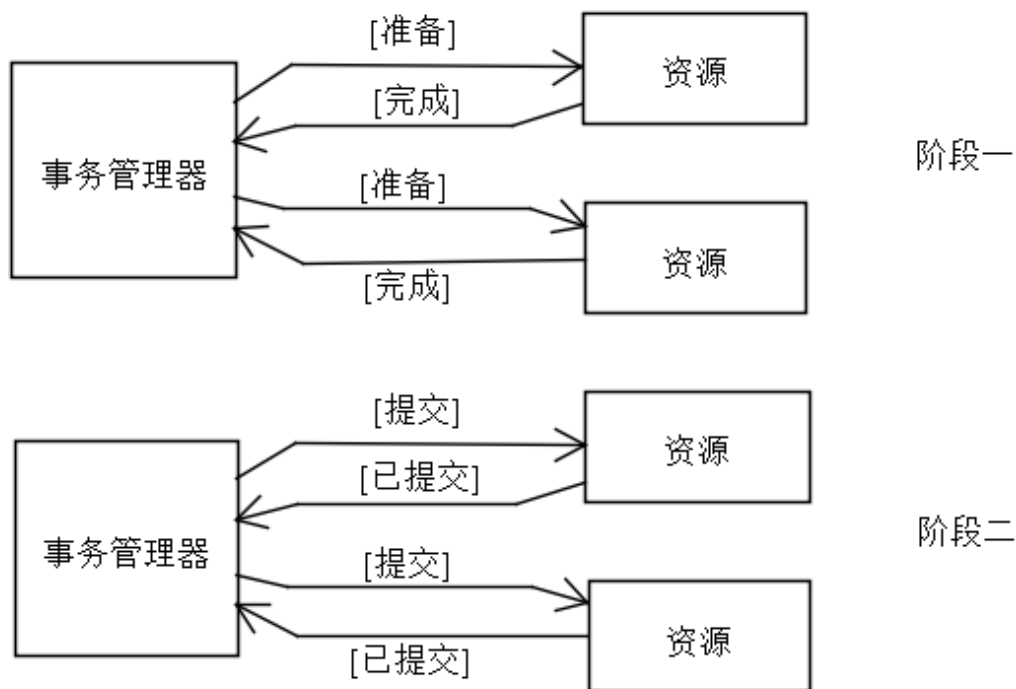 [准备]
资源
[完成]
事务管理器
阶段一
[准备]
资源
[完成]
[提交]
资源
[已提交]
事务管理器
阶段二
[提交]
资源
[已提交]